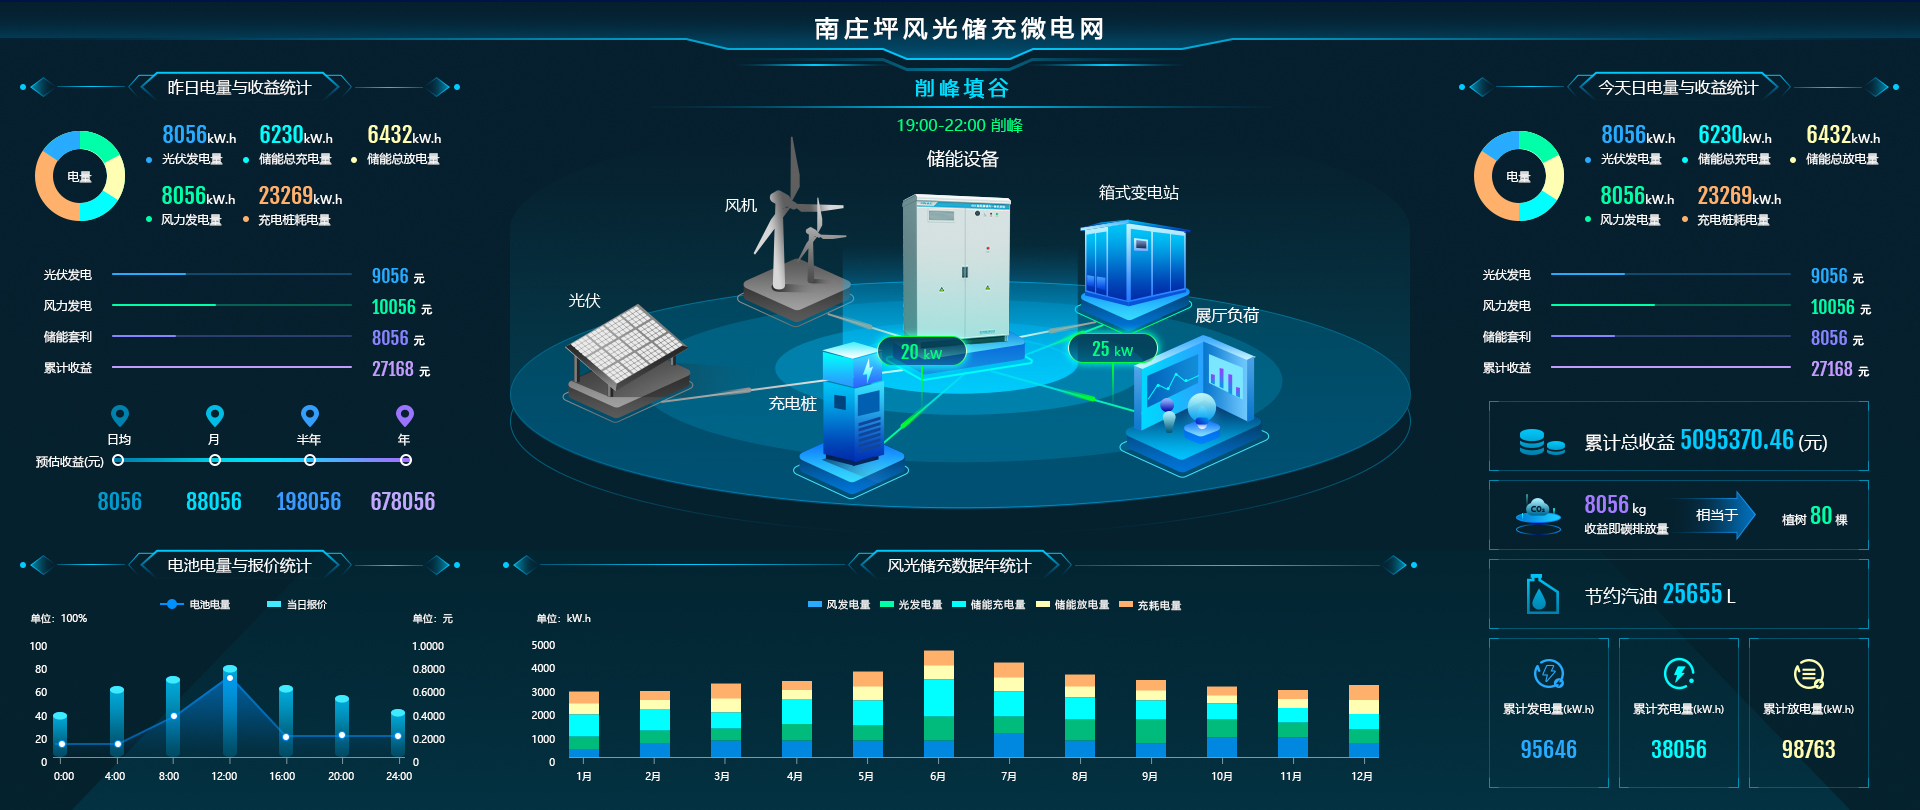 南庄坪风光储充微电网
削峰填谷
19:00-22:00 削峰
昨日电量与收益统计
电量
8056kW.h
光伏发电量
6230kW.h
储能总充电量
6432kW.h
储能总放电量
8056kW.h
风力发电量
23269kW.h
充电桩耗电量
光伏发电 9056 元
风力发电 10056 元
储能套利 8056 元
累计收益 27168 元
日均 月 半年 年
预估收益(元)
8056 88056 198056 678056
储能设备
风机
箱式变电站
光伏
展厅负荷
充电桩
20 kW
25 kW
今天日电量与收益统计
电量
8056kW.h
光伏发电量
6230kW.h
储能总充电量
6432kW.h
储能总放电量
8056kW.h
风力发电量
23269kW.h
充电桩耗电量
光伏发电 9056 元
风力发电 10056 元
储能套利 8056 元
累计收益 27168 元
累计总收益 5095370.46 (元)
CO₂
8056 kg
收益即碳排放量
相当于
植树 80 棵
节约汽油 25655 L
累计发电量(kW.h)
95646
累计充电量(kW.h)
38056
累计放电量(kW.h)
98763
电池电量与报价统计
电池电量 当日报价
单位：100% 单位：元
100 1.0000
80 0.8000
60 0.6000
40 0.4000
20 0.2000
0 0
0:00 4:00 8:00 12:00 16:00 20:00 24:00
风光储充数据年统计
风发电量 光发电量 储能充电量 储能放电量 充耗电量
单位：kW.h
5000
4000
3000
2000
1000
0
1月 2月 3月 4月 5月 6月 7月 8月 9月 10月 11月 12月